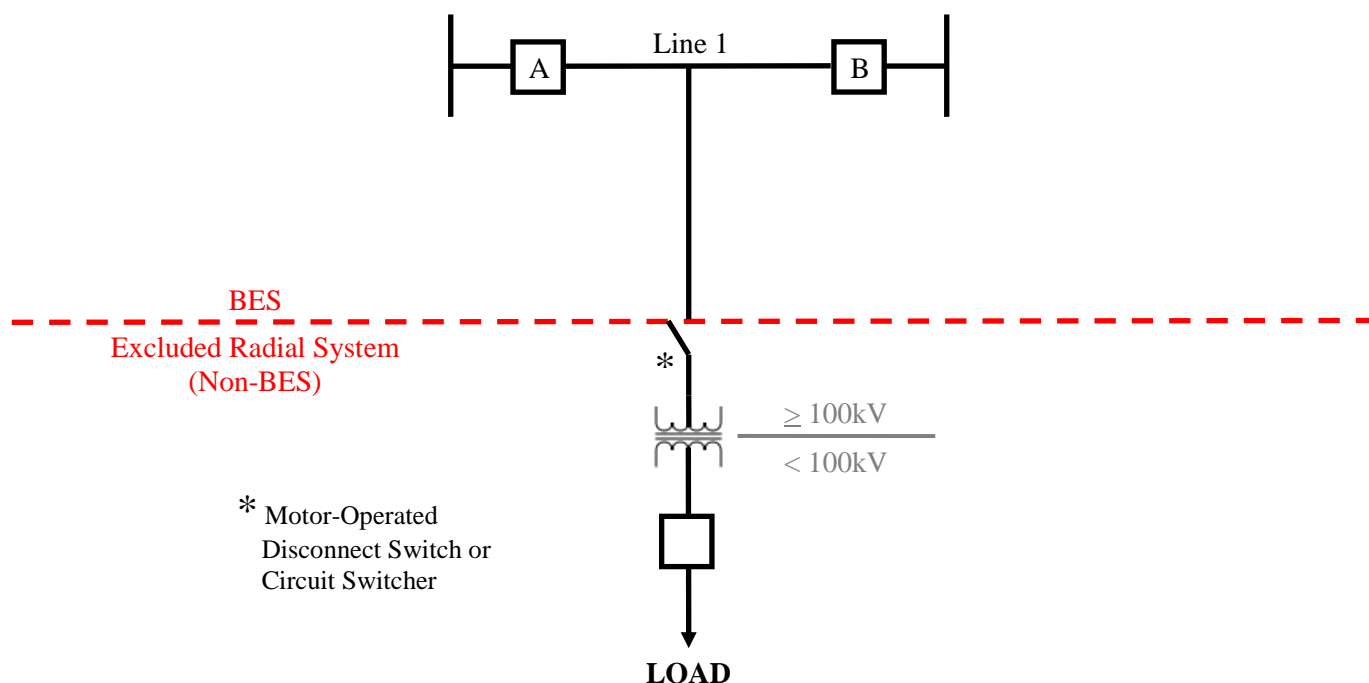 Line 1
A
B
BES
Excluded Radial System
(Non-BES)
*
≥ 100kV
< 100kV
* Motor-Operated
Disconnect Switch or
Circuit Switcher
LOAD